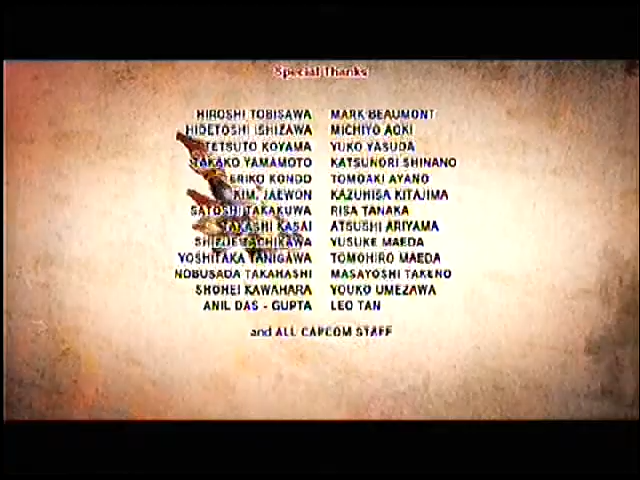 Special Thanks
HIROSHI TOBISAWA MARK BEAUMONT
HIDETOSHI ISHIZAWA MICHIYO AOKI
TETSUTO KOYAMA YUKO YASUDA
TAKAKO YAMAMOTO KATSUNORI SHINANO
ERIKO KONDO TOMOAKI AYANO
KIM, JAEWON KAZUHISA KITAJIMA
SATOSHI TAKAKUWA RISA TANAKA
TAKASHI KASAI ATSUSHI ARIYAMA
SHIZUE TACHIKAWA YUSUKE MAEDA
YOSHITAKA TANIGAWA TOMOHIRO MAEDA
NOBUSADA TAKAHASHI MASAYOSHI TAKENO
SHOHEI KAWAHARA YOUKO UMEZAWA
ANIL DAS - GUPTA LEO TAN
and ALL CAPCOM STAFF